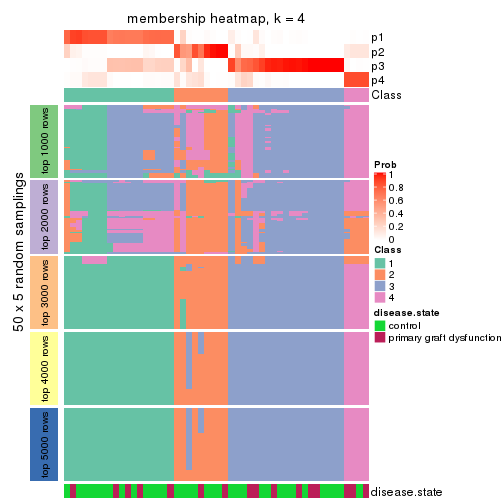 membership heatmap, k = 4
p1
p2
p3
p4
Class
50 x 5 random samplings
top 1000 rows
top 2000 rows
top 3000 rows
top 4000 rows
top 5000 rows
Prob
1
0.8
0.6
0.4
0.2
0
Class
1
2
3
4
disease.state
control
primary graft dysfunction
disease.state